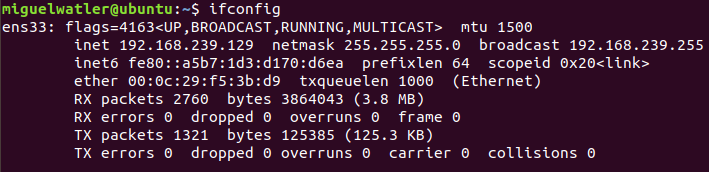 miguelwatler@ubuntu:~$ ifconfig
ens33: flags=4163<UP,BROADCAST,RUNNING,MULTICAST>  mtu 1500
        inet 192.168.239.129  netmask 255.255.255.0  broadcast 192.168.239.255
        inet6 fe80::a5b7:1d3:d170:d6ea  prefixlen 64  scopeid 0x20<link>
        ether 00:0c:29:f5:3b:d9  txqueuelen 1000  (Ethernet)
        RX packets 2760  bytes 3864043 (3.8 MB)
        RX errors 0  dropped 0  overruns 0  frame 0
        TX packets 1321  bytes 125385 (125.3 KB)
        TX errors 0  dropped 0 overruns 0  carrier 0  collisions 0